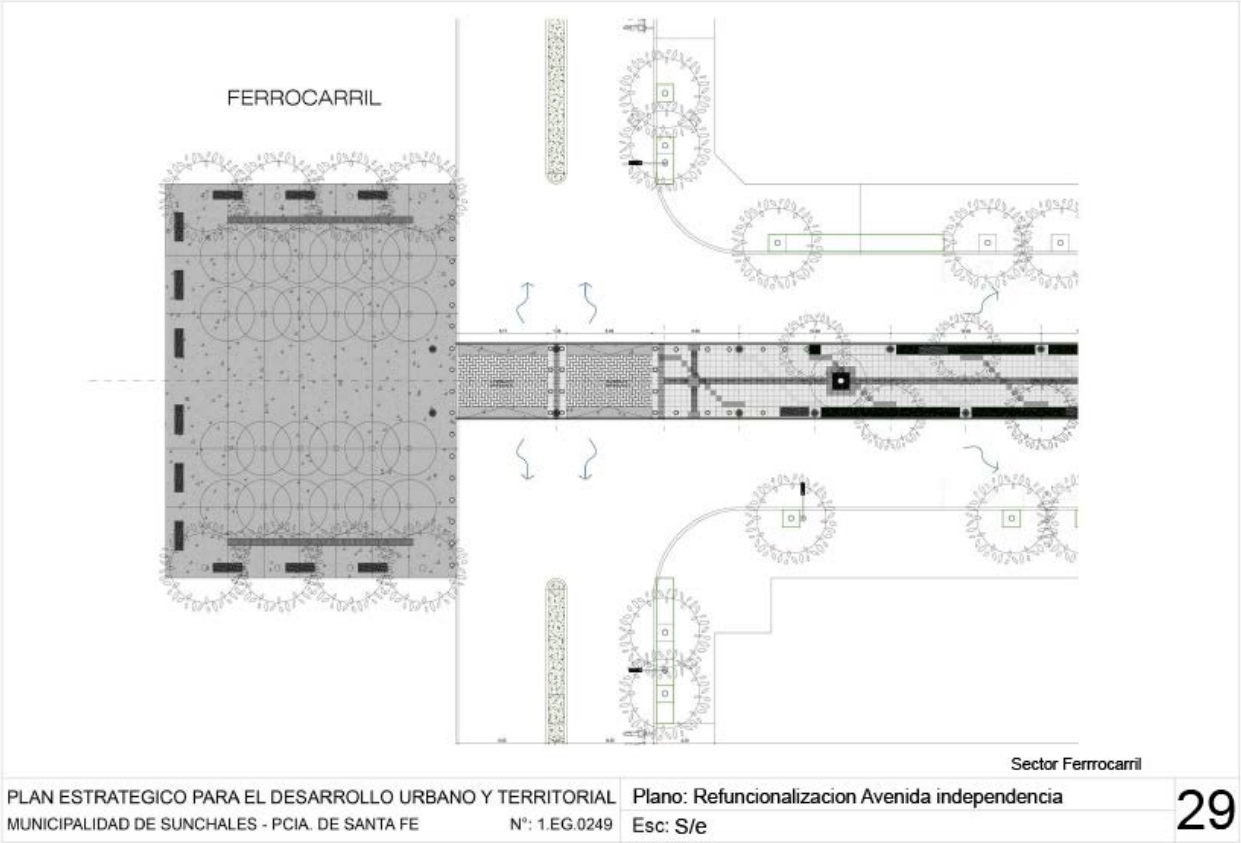 FERROCARRIL
Sector Ferrrocarril
PLAN ESTRATEGICO PARA EL DESARROLLO URBANO Y TERRITORIAL
MUNICIPALIDAD DE SUNCHALES - PCIA. DE SANTA FE N°: 1.EG.0249
Plano: Refuncionalizacion Avenida independencia
Esc: S/e
29